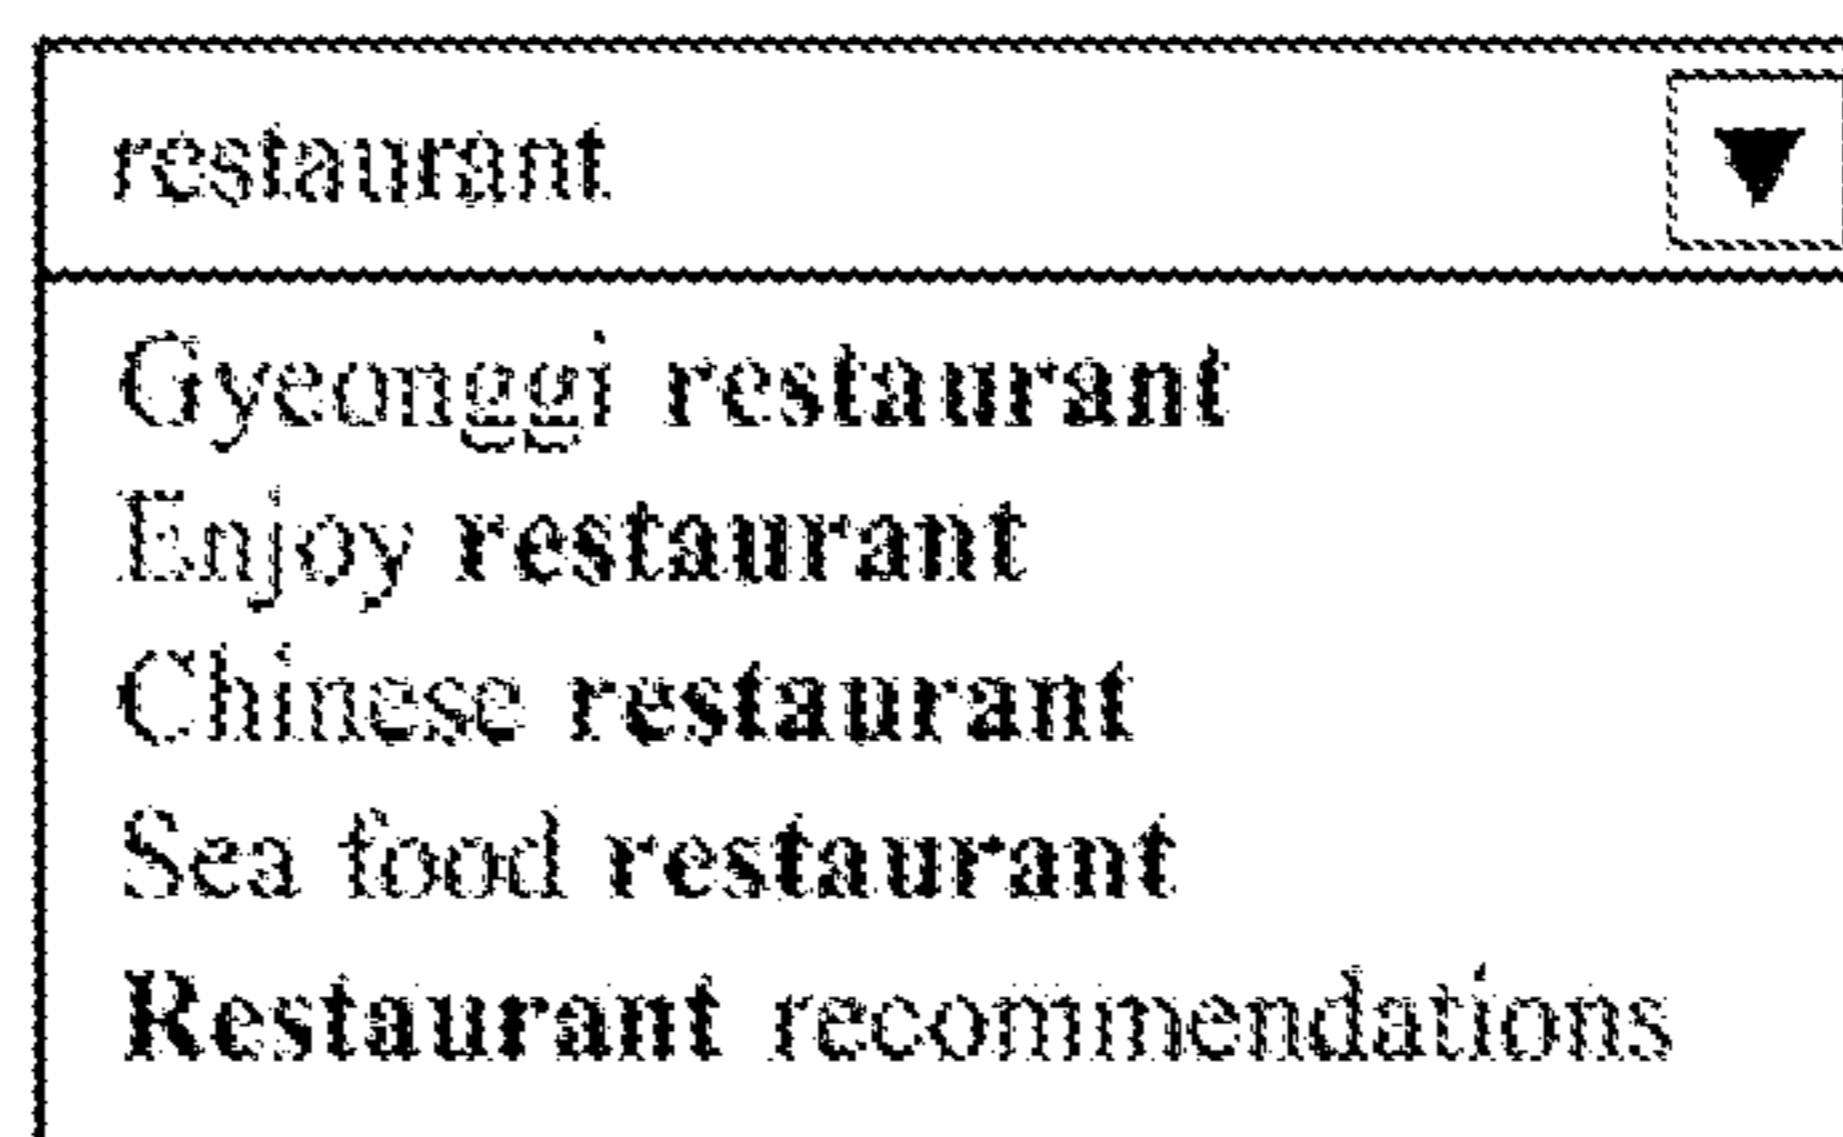 restaurant
Gyeonggi restaurant
Enjoy restaurant
Chinese restaurant
Sea food restaurant
Restaurant recommendations